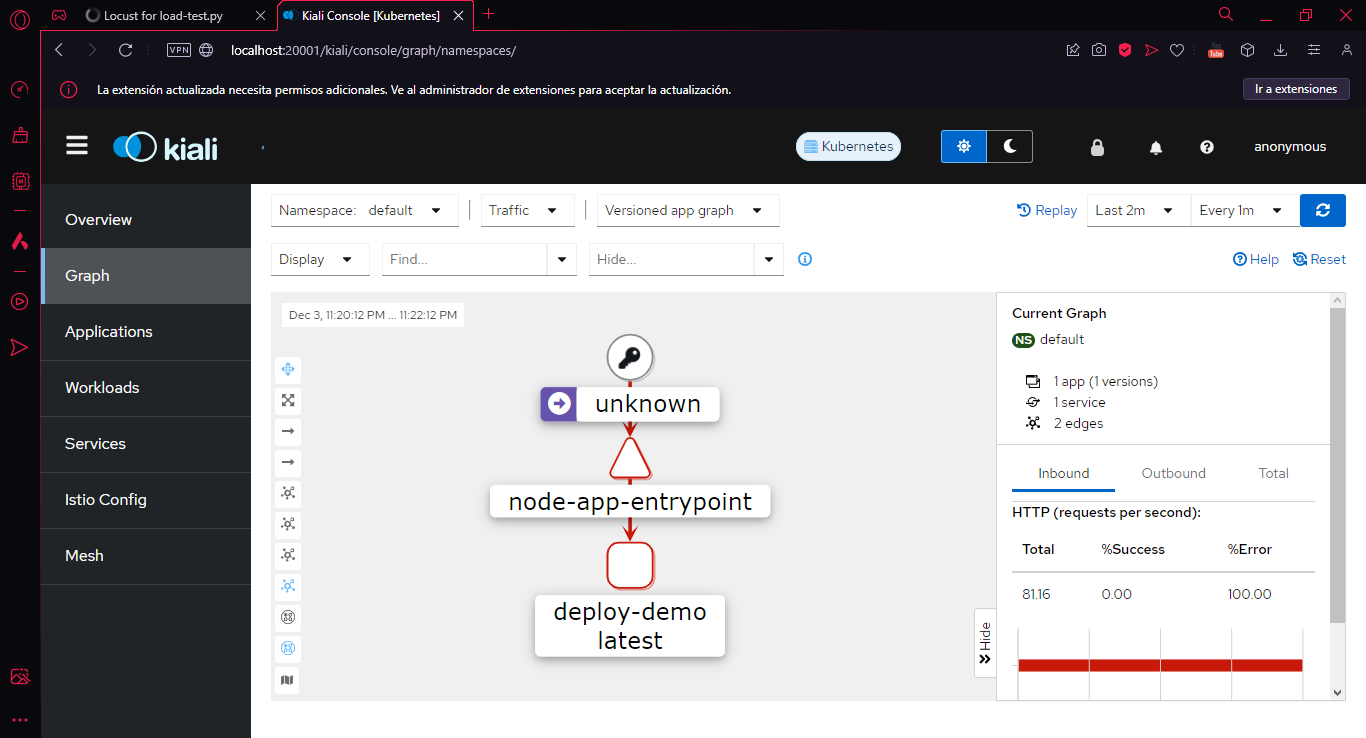 Locust for load-test.py
Kiali Console [Kubernetes]
VPN
localhost:20001/kiali/console/graph/namespaces/
You Tube
La extensión actualizada necesita permisos adicionales. Ve al administrador de extensiones para aceptar la actualización.
Ir a extensiones
kiali
Kubernetes
anonymous
Overview
Graph
Applications
Workloads
Services
Istio Config
Mesh
Namespace: default
Traffic
Versioned app graph
Replay
Last 2m
Every 1m
Display
Find...
Hide...
Help
Reset
Dec 3, 11:20:12 PM ... 11:22:12 PM
unknown
node-app-entrypoint
deploy-demo
latest
Hide
Current Graph
NS default
1 app (1 versions)
1 service
2 edges
Inbound Outbound Total
HTTP (requests per second):
Total %Success %Error
81.16 0.00 100.00